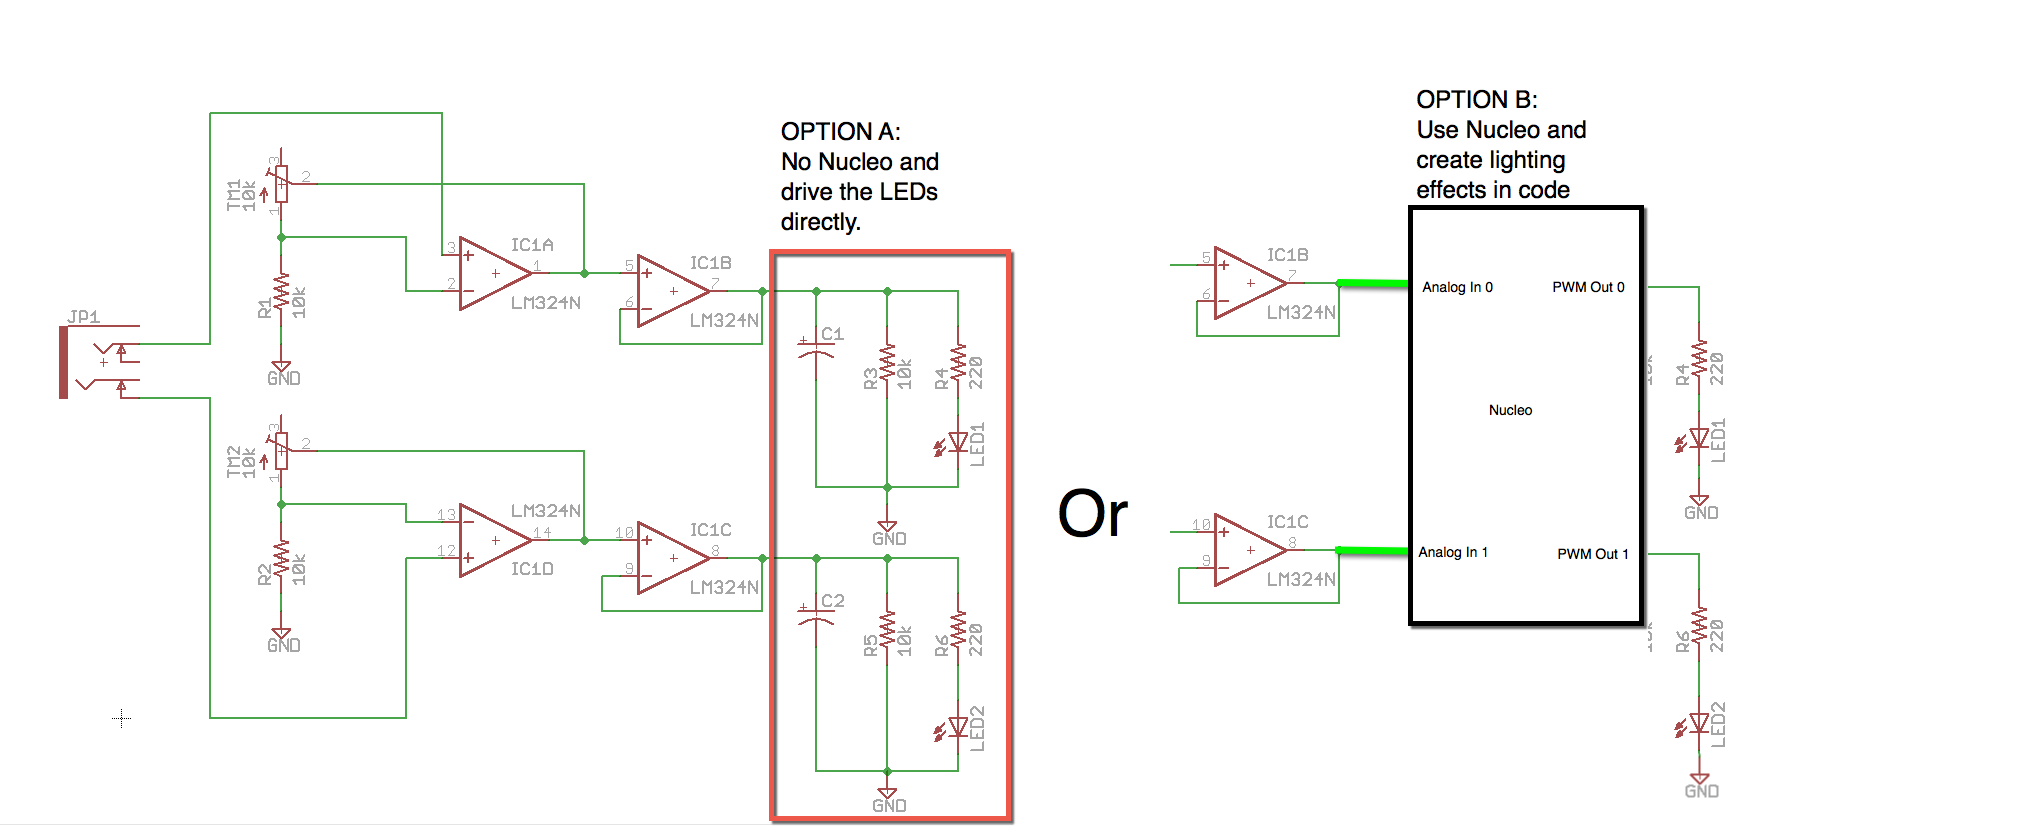 OPTION A:
No Nucleo and
drive the LEDs
directly.
JP1
TM1
10k
3
2
1
R1
10k
GND
3
2
1
IC1A
LM324N
5
6
7
IC1B
LM324N
C1
R3
10k
R4
220
LED1
GND
TM2
10k
3
2
1
R2
10k
GND
13
12
14
LM324N
IC1D
10
9
8
IC1C
LM324N
C2
R5
10k
R6
220
LED2
GND
Or
OPTION B:
Use Nucleo and
create lighting
effects in code
5
6
7
IC1B
LM324N
10
9
8
IC1C
LM324N
Analog In 0
PWM Out 0
Nucleo
Analog In 1
PWM Out 1
R4
220
LED1
GND
R6
220
LED2
GND